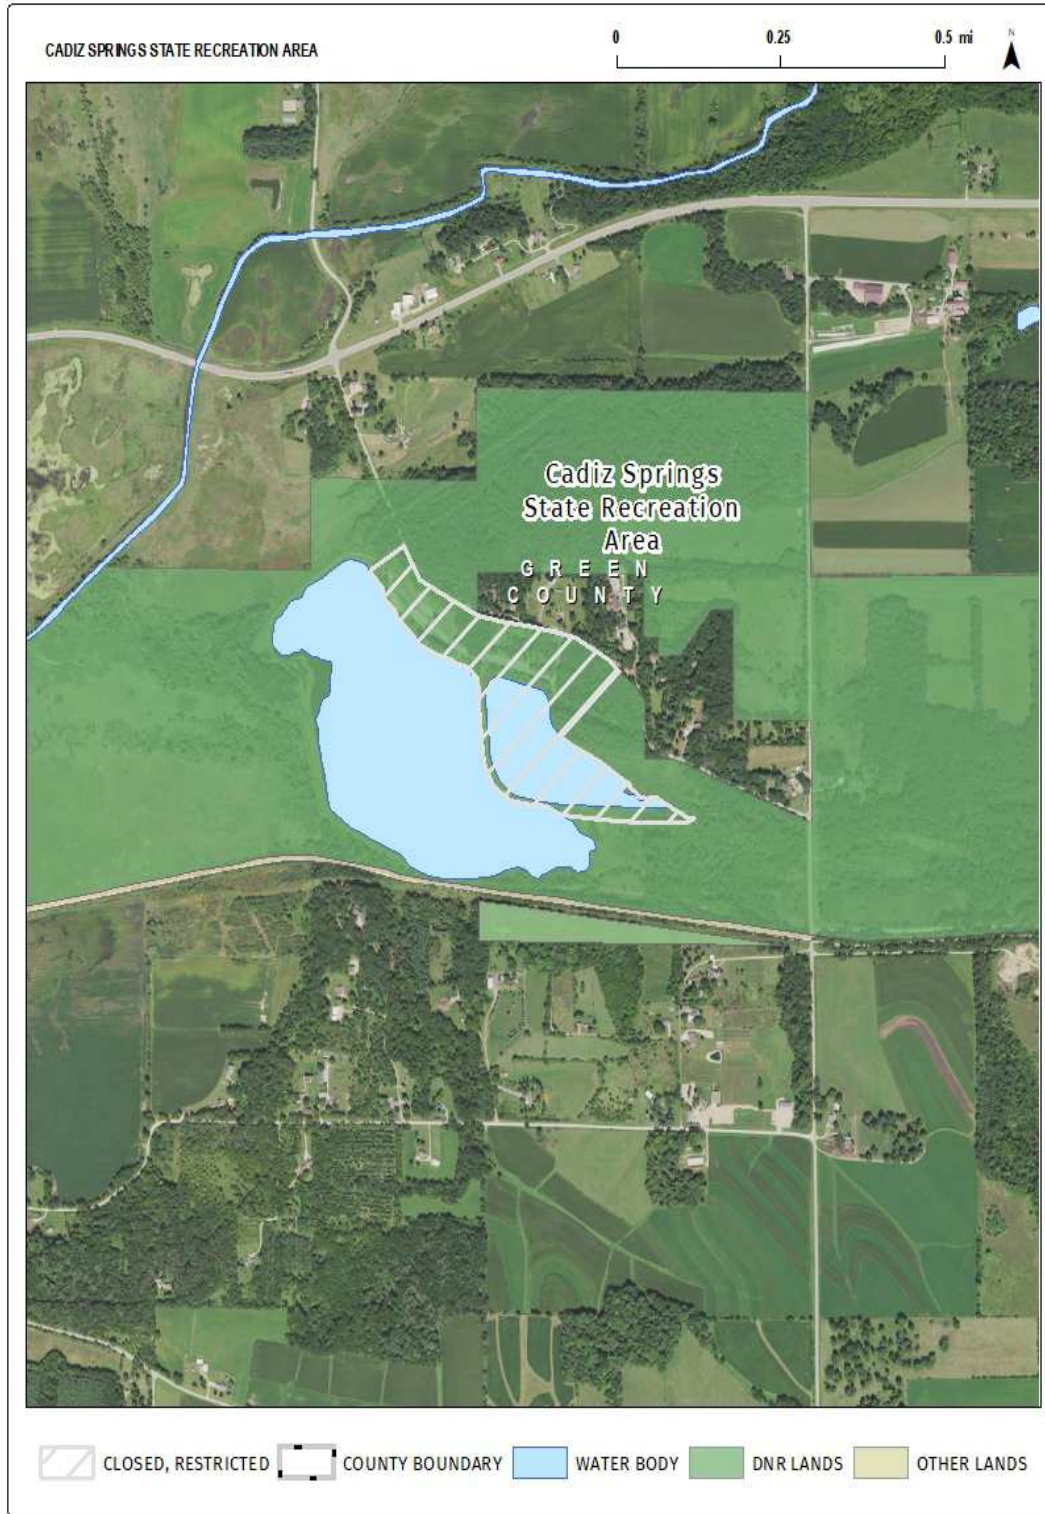 CADIZ SPRINGS STATE RECREATION AREA
0 0.25 0.5 mi
N
Cadiz Springs
State Recreation
Area
GREEN
COUNTY
CLOSED, RESTRICTED COUNTY BOUNDARY WATER BODY DNR LANDS OTHER LANDS